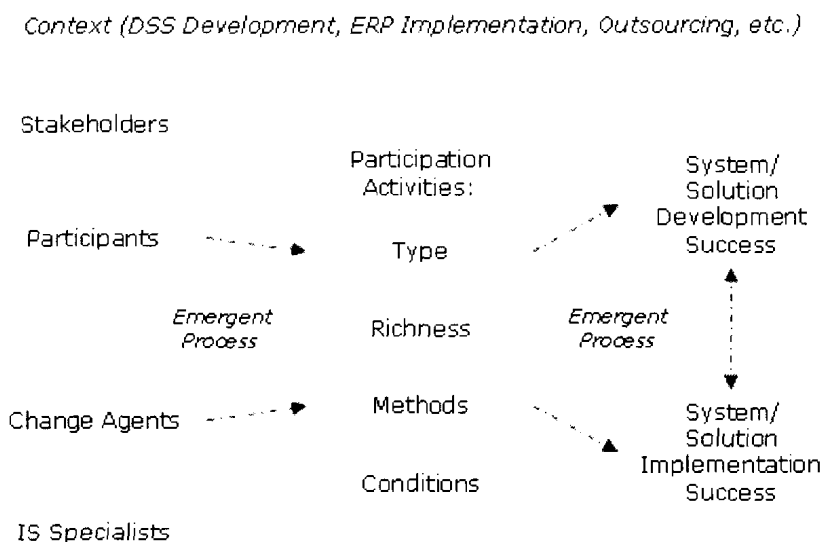 Context (DSS Development, ERP Implementation, Outsourcing, etc.)
Stakeholders
Participation
Activities:
System/
Solution
Development
Success
Participants
Type
Emergent
Process
Richness
Emergent
Process
Change Agents
Methods
System/
Solution
Implementation
Success
Conditions
IS Specialists